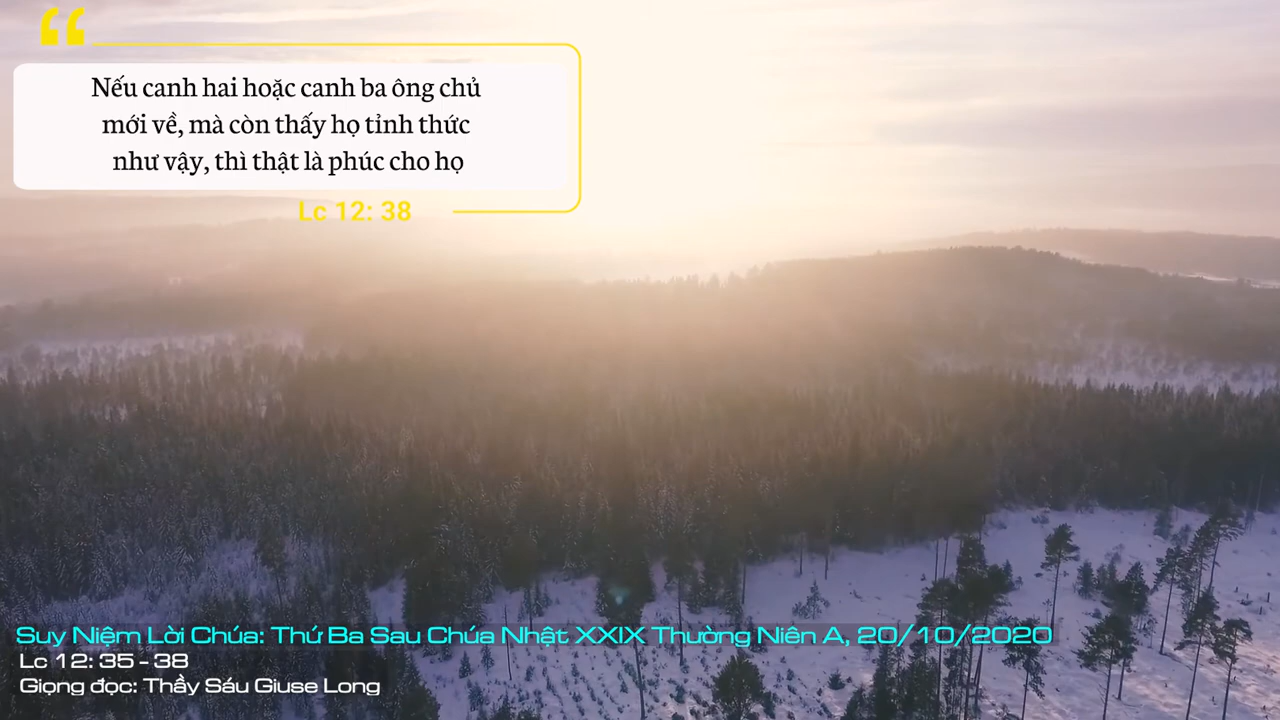 Nếu canh hai hoặc canh ba ông chủ
mới về, mà còn thấy họ tỉnh thức
như vậy, thì thật là phúc cho họ
Lc 12: 38
Suy Niệm Lời Chúa: Thứ Ba Sau Chúa Nhật XXIX Thường Niên A, 20/10/2020
Lc 12: 35 - 38
Giọng đọc: Thầy Sáu Giuse Long